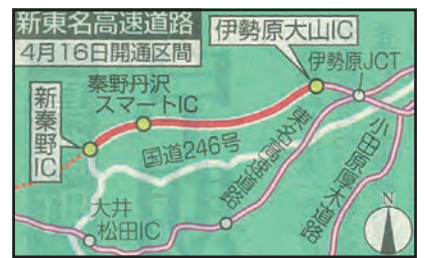 新東名高速道路
4月16日開通区間
伊勢原大山IC
伊勢原JCT
秦野丹沢
スマートIC
新秦野
IC
国道246号
東名高速道路
小田原厚木道路
大井
松田IC
N